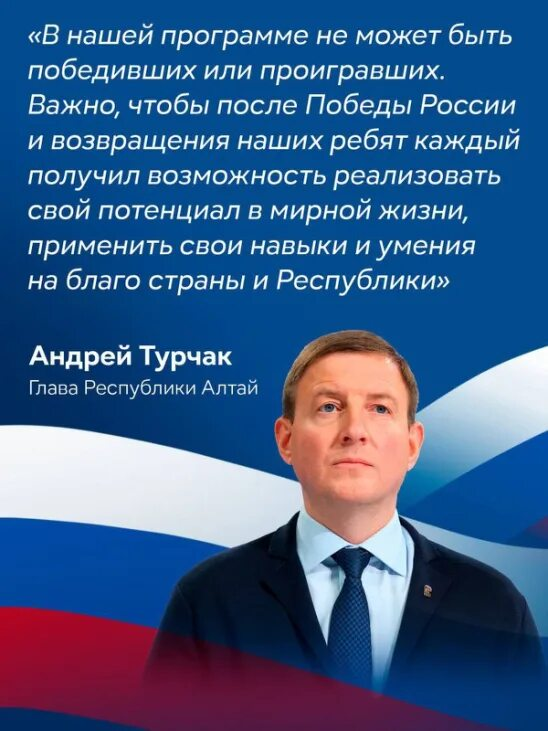 «В нашей программе не может быть
победивших или проигравших.
Важно, чтобы после Победы России
и возвращения наших ребят каждый
получил возможность реализовать
свой потенциал в мирной жизни,
применить свои навыки и умения
на благо страны и Республики»
Андрей Турчак
Глава Республики Алтай